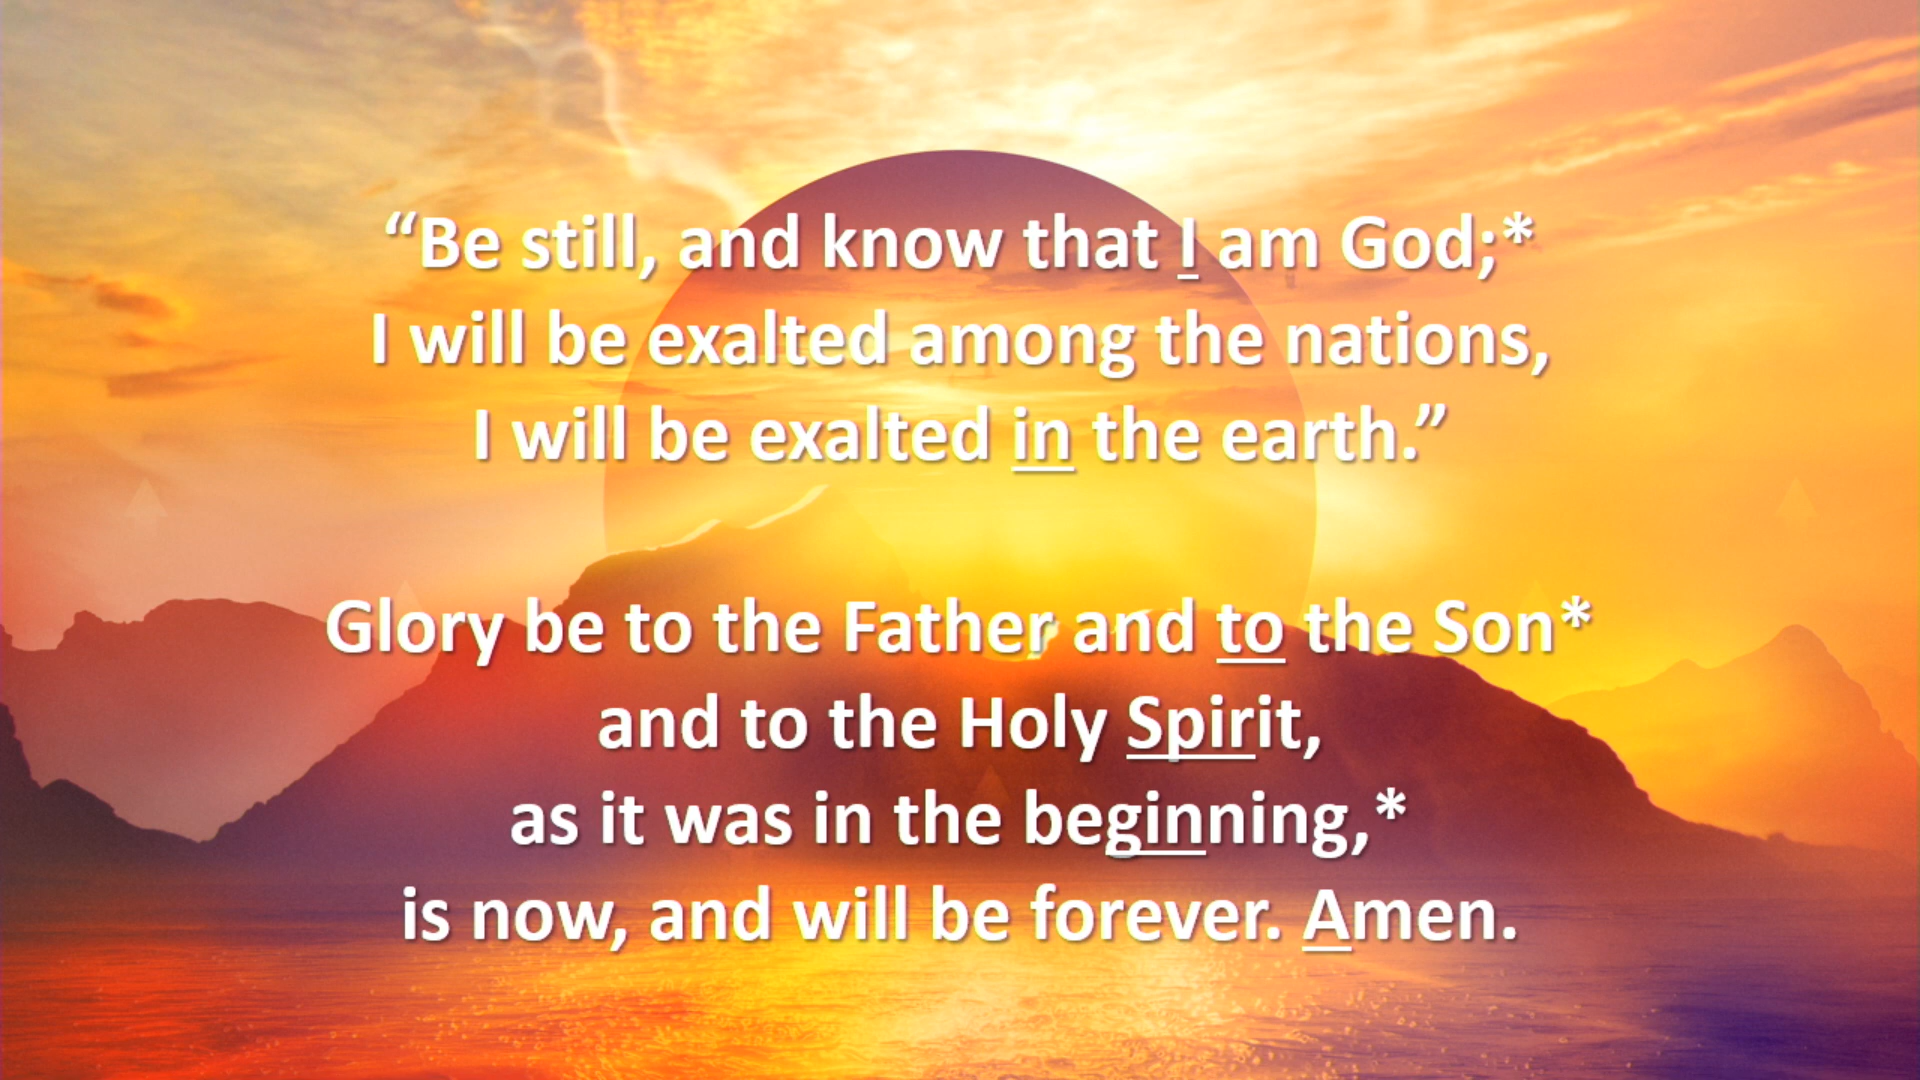 “Be still, and know that I am God;*
I will be exalted among the nations,
I will be exalted in the earth.”
Glory be to the Father and to the Son*
and to the Holy Spirit,
as it was in the beginning,*
is now, and will be forever. Amen.